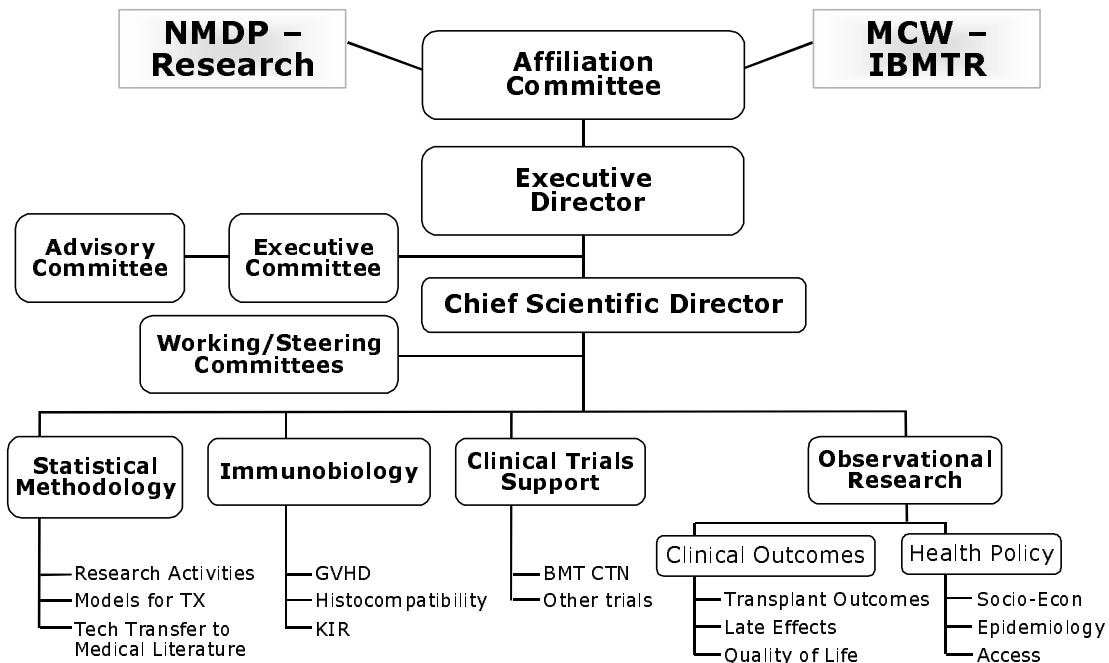 NMDP –
Research
MCW –
IBMTR
Affiliation
Committee
Executive
Director
Advisory
Committee
Executive
Committee
Chief Scientific Director
Working/Steering
Committees
Statistical
Methodology
Immunobiology
Clinical Trials
Support
Observational
Research
Clinical Outcomes
Health Policy
Research Activities
Models for TX
Tech Transfer to
Medical Literature
GVHD
Histocompatibility
KIR
BMT CTN
Other trials
Transplant Outcomes
Late Effects
Quality of Life
Socio-Econ
Epidemiology
Access